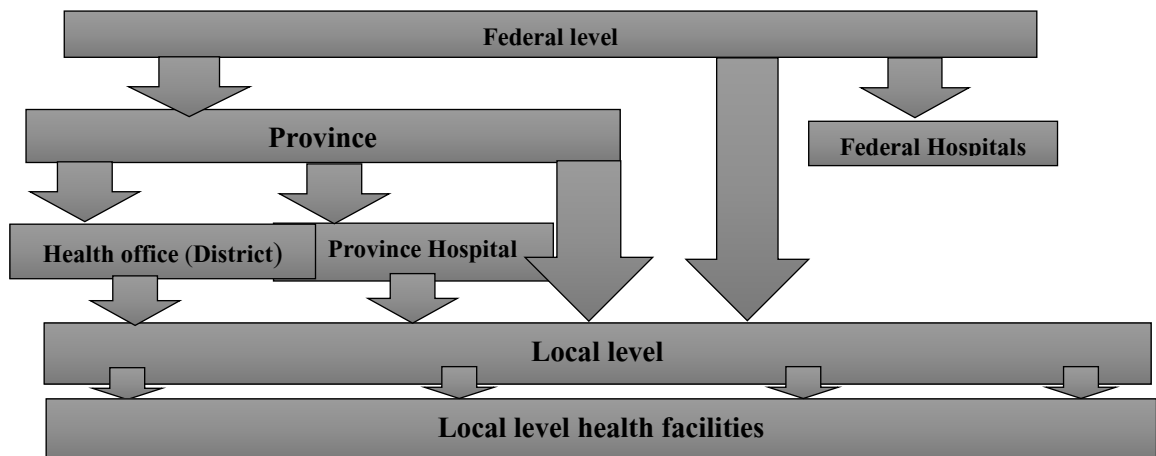 Federal level
Province
Federal Hospitals
Health office (District)
Province Hospital
Local level
Local level health facilities